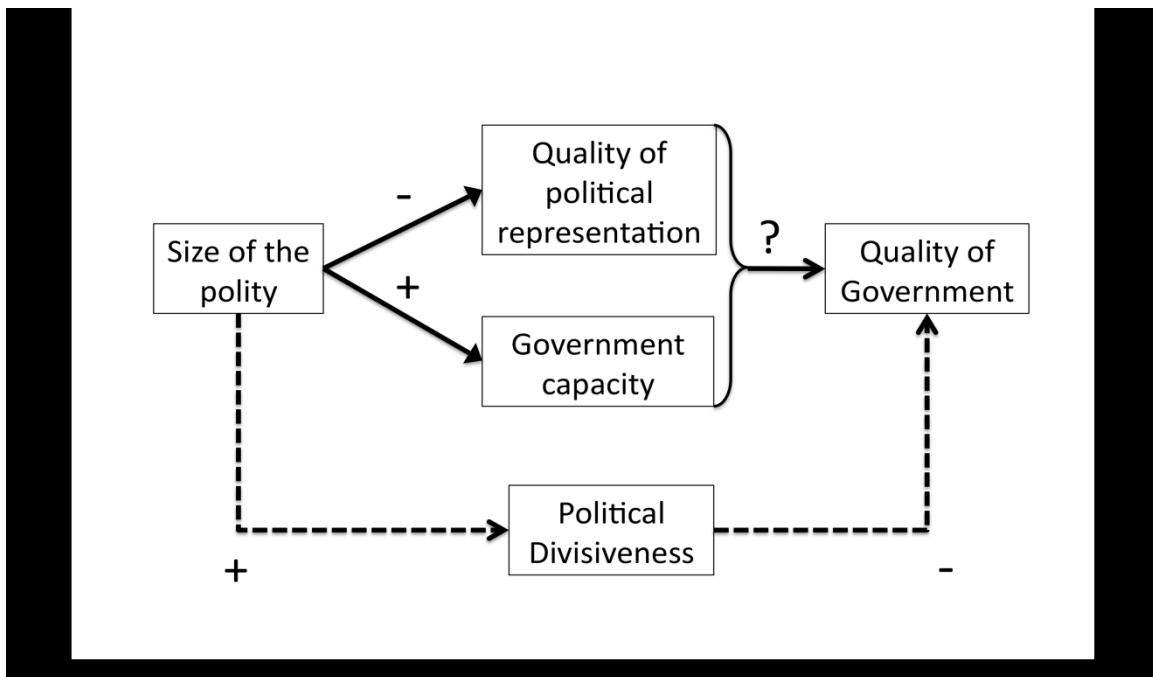 Quality of
political
representation
-
?
Size of the
polity
Quality of
Government
+
Government
capacity
Political
Divisiveness
+
-